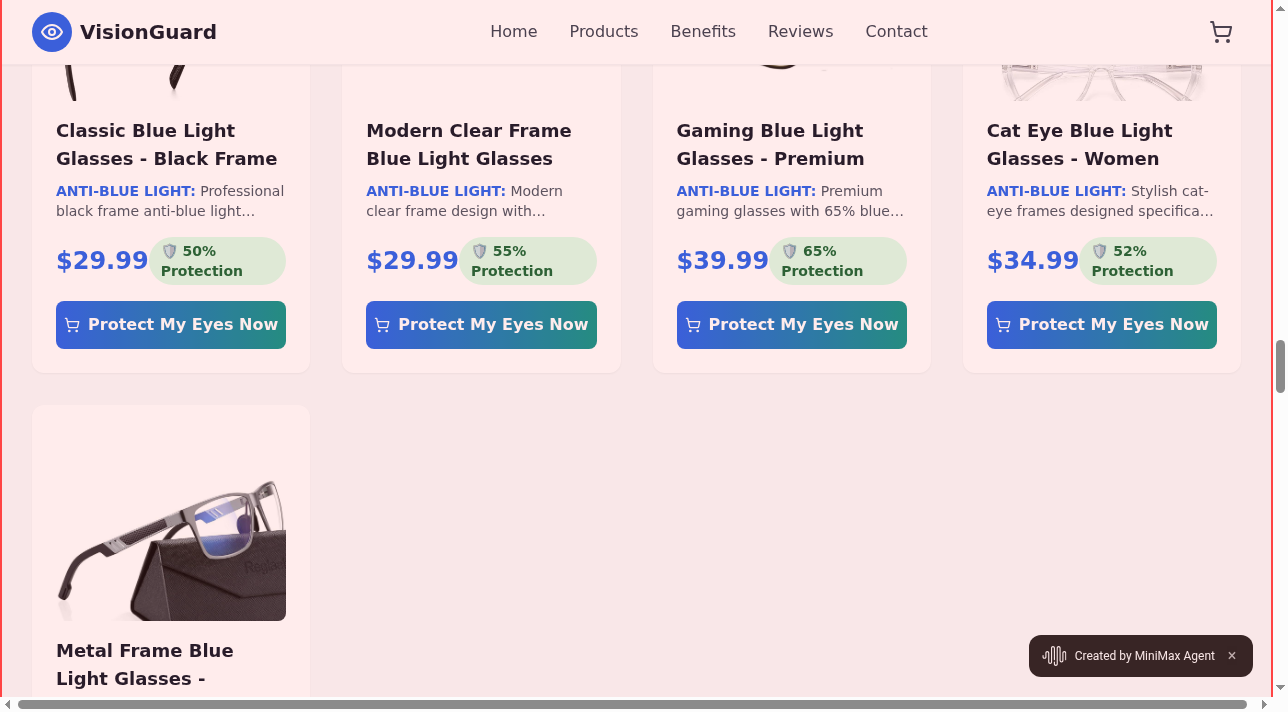 VisionGuard
Home
Products
Benefits
Reviews
Contact
Classic Blue Light
Glasses - Black Frame
ANTI-BLUE LIGHT: Professional
black frame anti-blue light...
$29.99
🛡️ 50%
Protection
Protect My Eyes Now
Modern Clear Frame
Blue Light Glasses
ANTI-BLUE LIGHT: Modern
clear frame design with...
$29.99
🛡️ 55%
Protection
Protect My Eyes Now
Gaming Blue Light
Glasses - Premium
ANTI-BLUE LIGHT: Premium
gaming glasses with 65% blue...
$39.99
🛡️ 65%
Protection
Protect My Eyes Now
Cat Eye Blue Light
Glasses - Women
ANTI-BLUE LIGHT: Stylish cat-
eye frames designed specifica...
$34.99
🛡️ 52%
Protection
Protect My Eyes Now
Metal Frame Blue
Light Glasses -
Created by MiniMax Agent ×